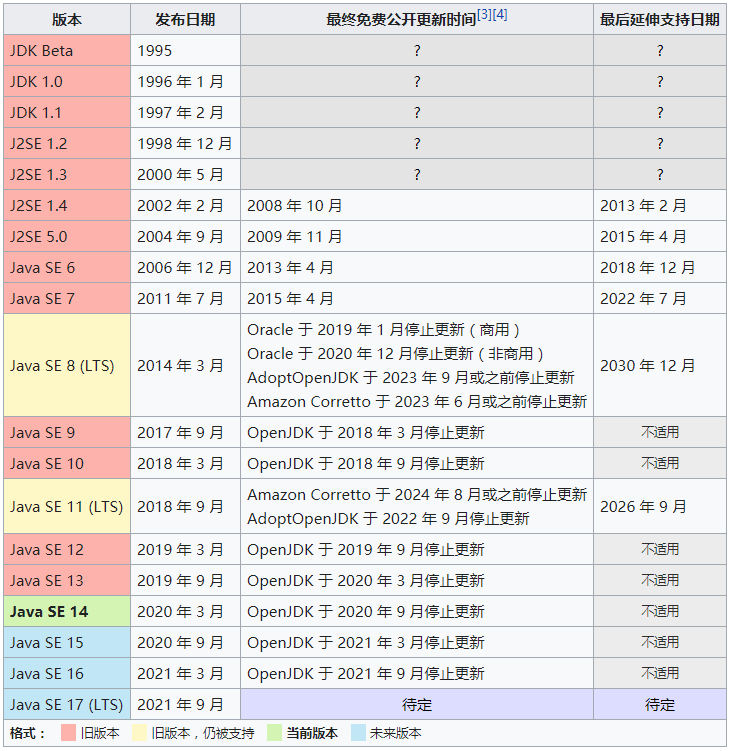 版本 发布日期 最终免费公开更新时间[3][4] 最后延伸支持日期
JDK Beta 1995 ? ?
JDK 1.0 1996 年 1 月 ? ?
JDK 1.1 1997 年 2 月 ? ?
J2SE 1.2 1998 年 12 月 ? ?
J2SE 1.3 2000 年 5 月 ? ?
J2SE 1.4 2002 年 2 月 2008 年 10 月 2013 年 2 月
J2SE 5.0 2004 年 9 月 2009 年 11 月 2015 年 4 月
Java SE 6 2006 年 12 月 2013 年 4 月 2018 年 12 月
Java SE 7 2011 年 7 月 2015 年 4 月 2022 年 7 月
Java SE 8 (LTS) 2014 年 3 月
Oracle 于 2019 年 1 月停止更新（商用）
Oracle 于 2020 年 12 月停止更新（非商用）
AdoptOpenJDK 于 2023 年 9 月或之前停止更新
Amazon Corretto 于 2023 年 6 月或之前停止更新
2030 年 12 月
Java SE 9 2017 年 9 月 OpenJDK 于 2018 年 3 月停止更新 不适用
Java SE 10 2018 年 3 月 OpenJDK 于 2018 年 9 月停止更新 不适用
Java SE 11 (LTS) 2018 年 9 月
Amazon Corretto 于 2024 年 8 月或之前停止更新
AdoptOpenJDK 于 2022 年 9 月停止更新
2026 年 9 月
Java SE 12 2019 年 3 月 OpenJDK 于 2019 年 9 月停止更新 不适用
Java SE 13 2019 年 9 月 OpenJDK 于 2020 年 3 月停止更新 不适用
Java SE 14 2020 年 3 月 OpenJDK 于 2020 年 9 月停止更新 不适用
Java SE 15 2020 年 9 月 OpenJDK 于 2021 年 3 月停止更新 不适用
Java SE 16 2021 年 3 月 OpenJDK 于 2021 年 9 月停止更新 不适用
Java SE 17 (LTS) 2021 年 9 月 待定 待定
格式： 旧版本 旧版本，仍被支持 当前版本 未来版本